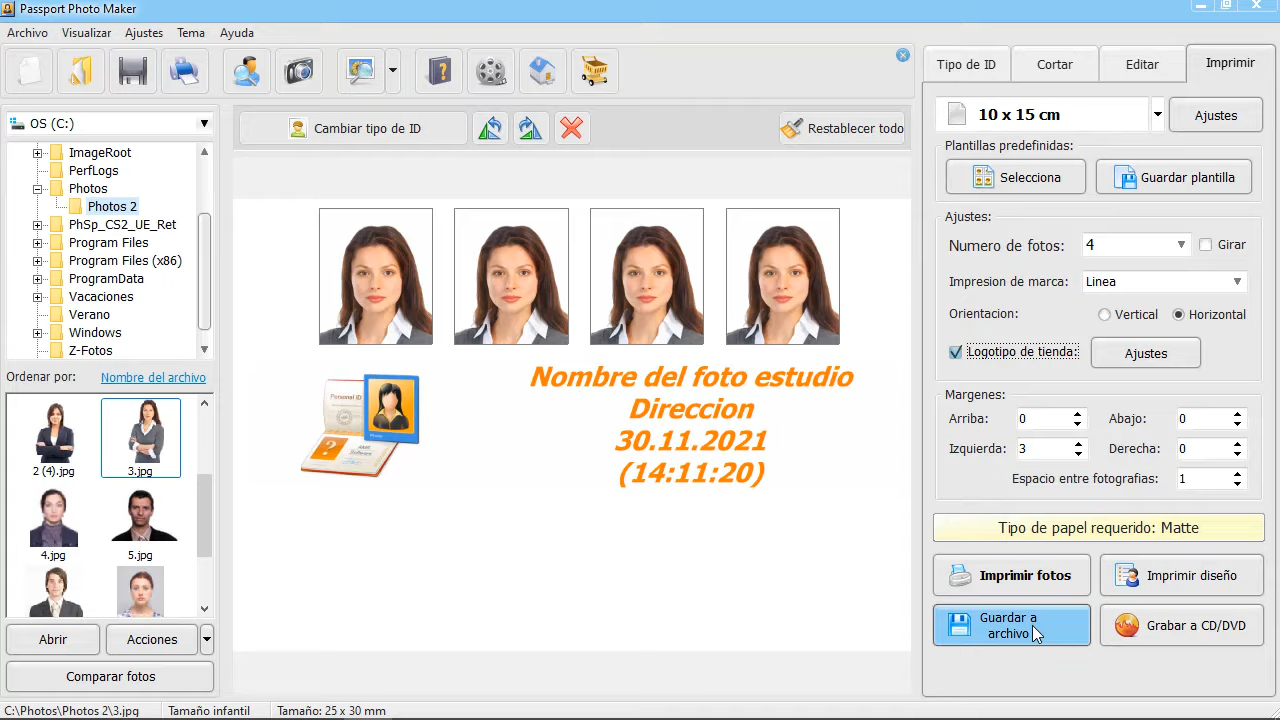 Passport Photo Maker
Archivo Visualizar Ajustes Tema Ayuda
OS (C:)
ImageRoot
PerfLogs
Photos
Photos 2
PhSp_CS2_UE_Ret
Program Files
Program Files (x86)
ProgramData
Vacaciones
Verano
Windows
Z-Fotos
Ordenar por: Nombre del archivo
2 (4).jpg 3.jpg
4.jpg 5.jpg
Abrir Acciones
Comparar fotos
C:\Photos\Photos 2\3.jpg Tamaño infantil Tamaño: 25 x 30 mm
Cambiar tipo de ID Restablecer todo
Personal ID
Nombre del foto estudio
Direccion
30.11.2021
(14:11:20)
Tipo de ID Cortar Editar Imprimir
10 x 15 cm Ajustes
Plantillas predefinidas:
Selecciona Guardar plantilla
Ajustes:
Numero de fotos: 4 Girar
Impresion de marca: Linea
Orientacion: Vertical Horizontal
Logotipo de tienda: Ajustes
Margenes:
Arriba: 0 Abajo: 0
Izquierda: 3 Derecha: 0
Espacio entre fotografias: 1
Tipo de papel requerido: Matte
Imprimir fotos Imprimir diseño
Guardar a
archivo
Grabar a CD/DVD